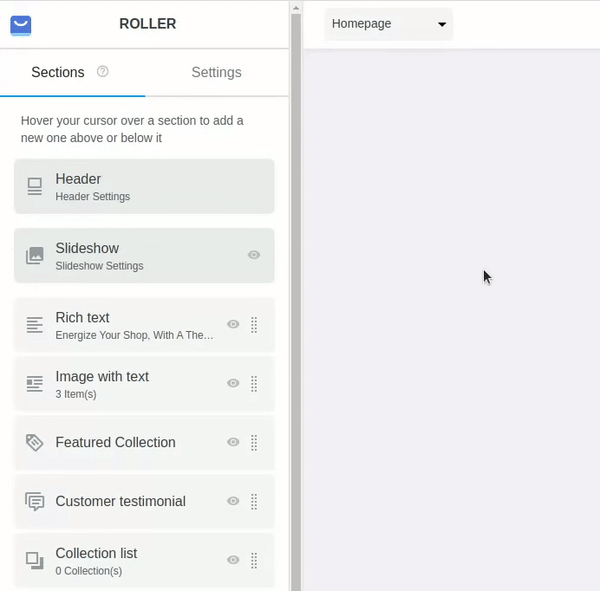 ROLLER
Homepage
Sections
Settings
Hover your cursor over a section to add a
new one above or below it
Header
Header Settings
Slideshow
Slideshow Settings
Rich text
Energize Your Shop, With A The...
Image with text
3 Item(s)
Featured Collection
Customer testimonial
Collection list
0 Collection(s)